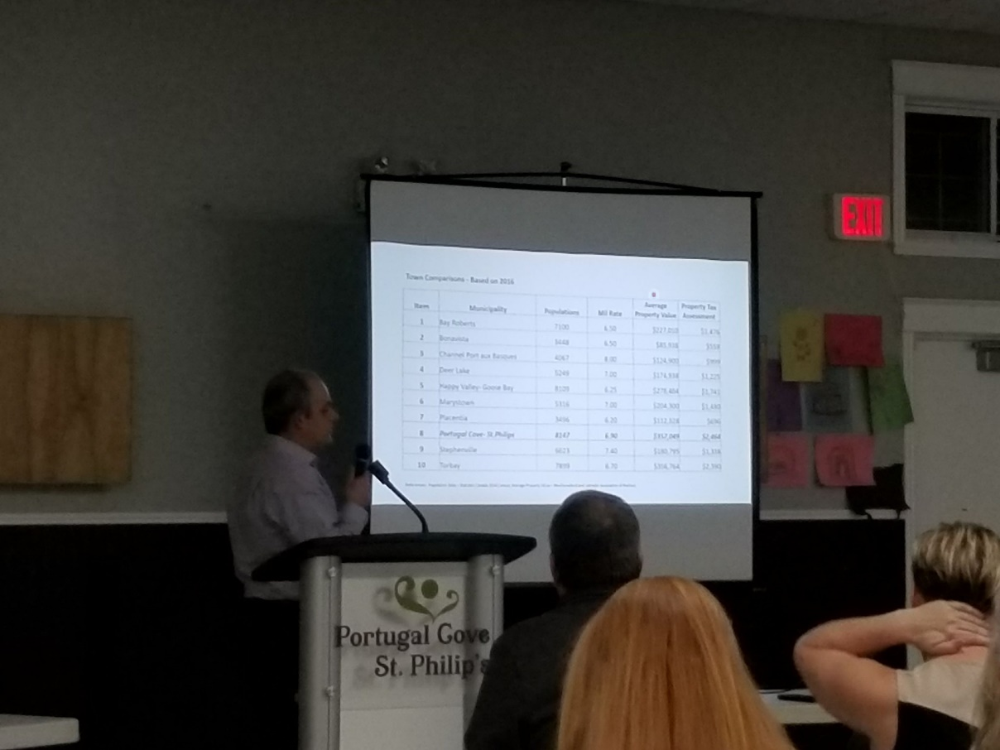 EXIT
Town Comparisons - Based on 2016
Item Municipality Populations Mil Rate Average Property Value Property Tax Assessment
1 Bay Roberts 7100 6.50 $227,010 $1,476
2 Bonavista 6.50 $559
3 Channel Port aux Basques 4067 8.00 $124,900 $999
4 Deer Lake 5249 7.00 $174,938 $1,225
5 Happy Valley- Goose Bay 8109 6.25 $1,741
6 Marystown 5316 7.00 $204,300 $1,430
7 Placentia 3496 6.20 $112,328 $696
8 Portugal Cove- St.Philips 8147 6.90 $357,049 $2,464
9 Stephenville 6623 7.40 $180,795 $1,338
10 Torbay 7899 6.70 $356,764 $2,390
Portugal Cove
St. Philip's